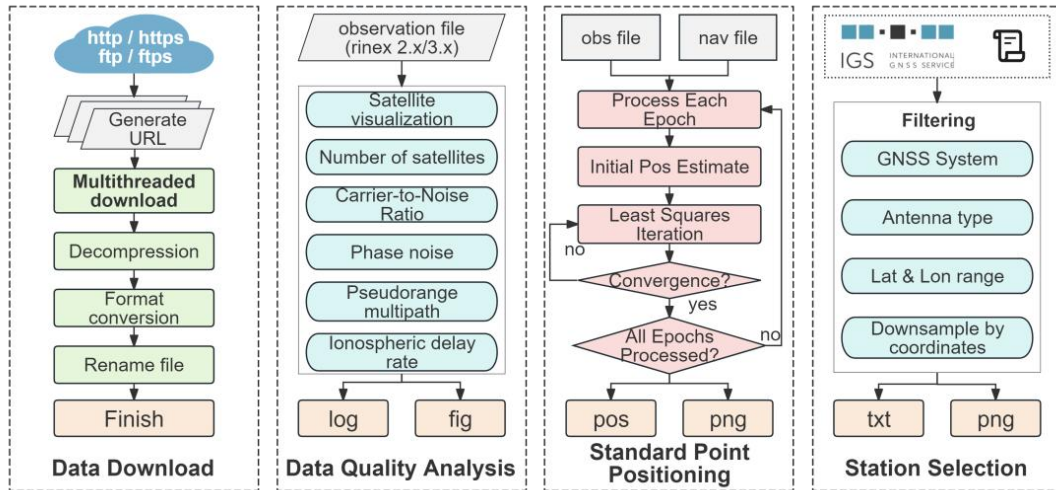 http / https
ftp / ftps
Generate
URL
Multithreaded
download
Decompression
Format
conversion
Rename file
Finish
Data Download
observation file
(rinex 2.x/3.x)
Satellite
visualization
Number of satellites
Carrier-to-Noise
Ratio
Phase noise
Pseudorange
multipath
Ionospheric delay
rate
log
fig
Data Quality Analysis
obs file
nav file
Process Each
Epoch
Initial Pos Estimate
Least Squares
Iteration
no
Convergence?
yes
All Epochs
Processed?
no
pos
png
Standard Point
Positioning
IGS
INTERNATIONAL
GNSS SERVICE
Filtering
GNSS System
Antenna type
Lat & Lon range
Downsample by
coordinates
txt
png
Station Selection